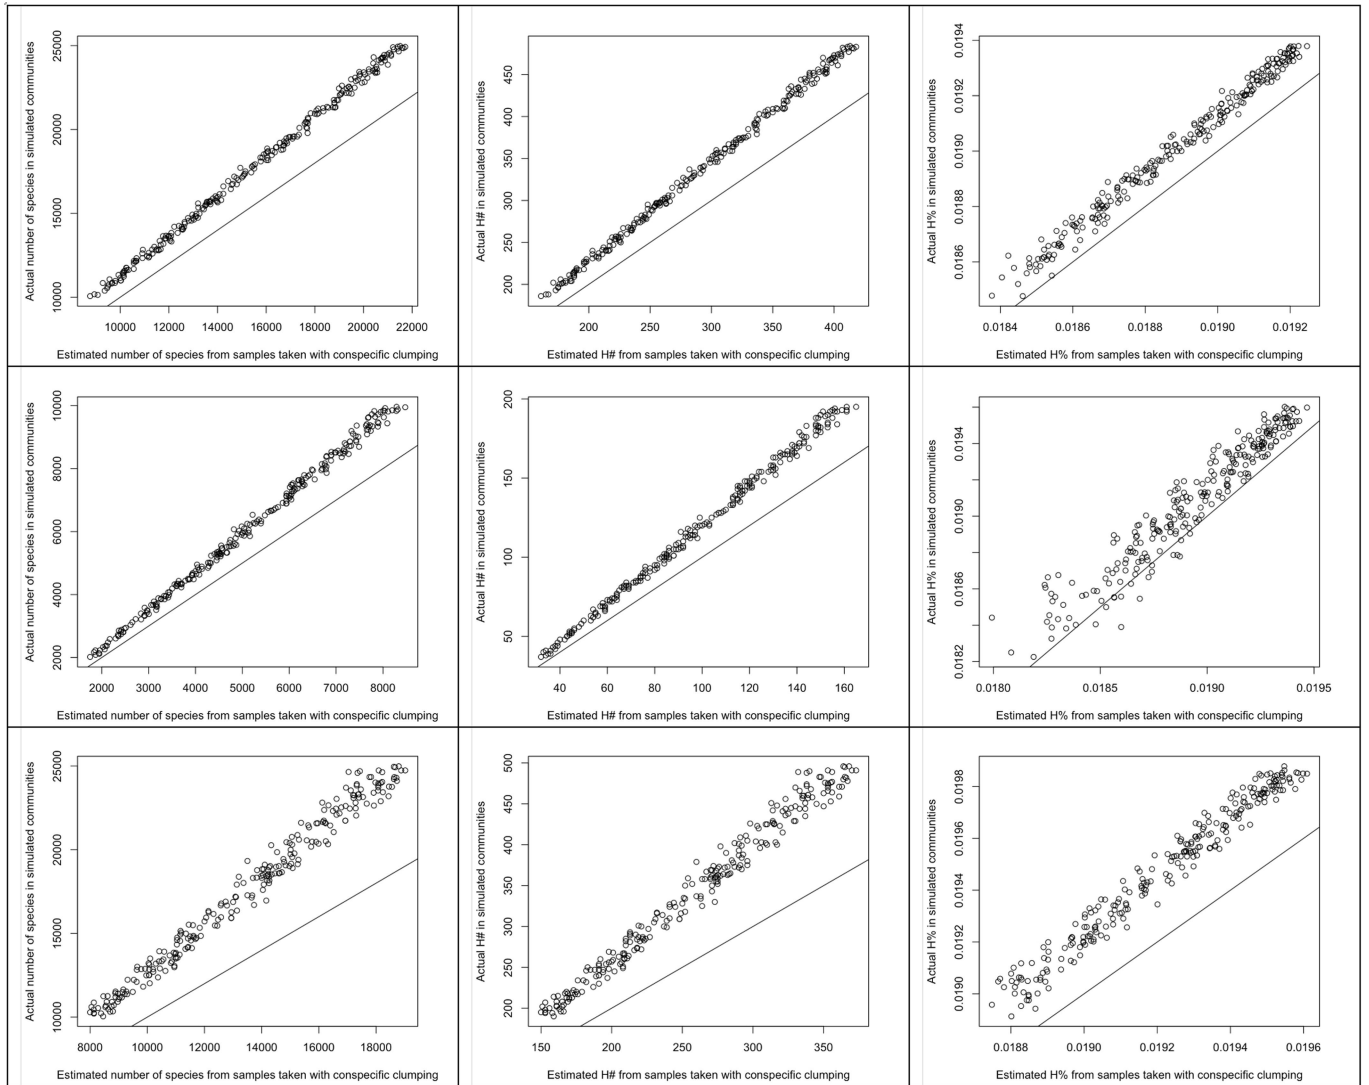 Actual number of species in simulated communities
25000
20000
15000
10000
10000 12000 14000 16000 18000 20000 22000
Estimated number of species from samples taken with conspecific clumping
Actual H# in simulated communities
450
400
350
300
250
200
200 250 300 350 400
Estimated H# from samples taken with conspecific clumping
Actual H% in simulated communities
0.0194
0.0192
0.0190
0.0188
0.0186
0.0184 0.0186 0.0188 0.0190 0.0192
Estimated H% from samples taken with conspecific clumping
Actual number of species in simulated communities
10000
8000
6000
4000
2000
2000 3000 4000 5000 6000 7000 8000
Estimated number of species from samples taken with conspecific clumping
Actual H# in simulated communities
200
150
100
50
40 60 80 100 120 140 160
Estimated H# from samples taken with conspecific clumping
Actual H% in simulated communities
0.0194
0.0190
0.0186
0.0182
0.0180 0.0185 0.0190 0.0195
Estimated H% from samples taken with conspecific clumping
Actual number of species in simulated communities
25000
20000
15000
10000
8000 10000 12000 14000 16000 18000
Estimated number of species from samples taken with conspecific clumping
Actual H# in simulated communities
500
450
400
350
300
250
200
150 200 250 300 350
Estimated H# from samples taken with conspecific clumping
Actual H% in simulated communities
0.0198
0.0196
0.0194
0.0192
0.0190
0.0188 0.0190 0.0192 0.0194 0.0196
Estimated H% from samples taken with conspecific clumping